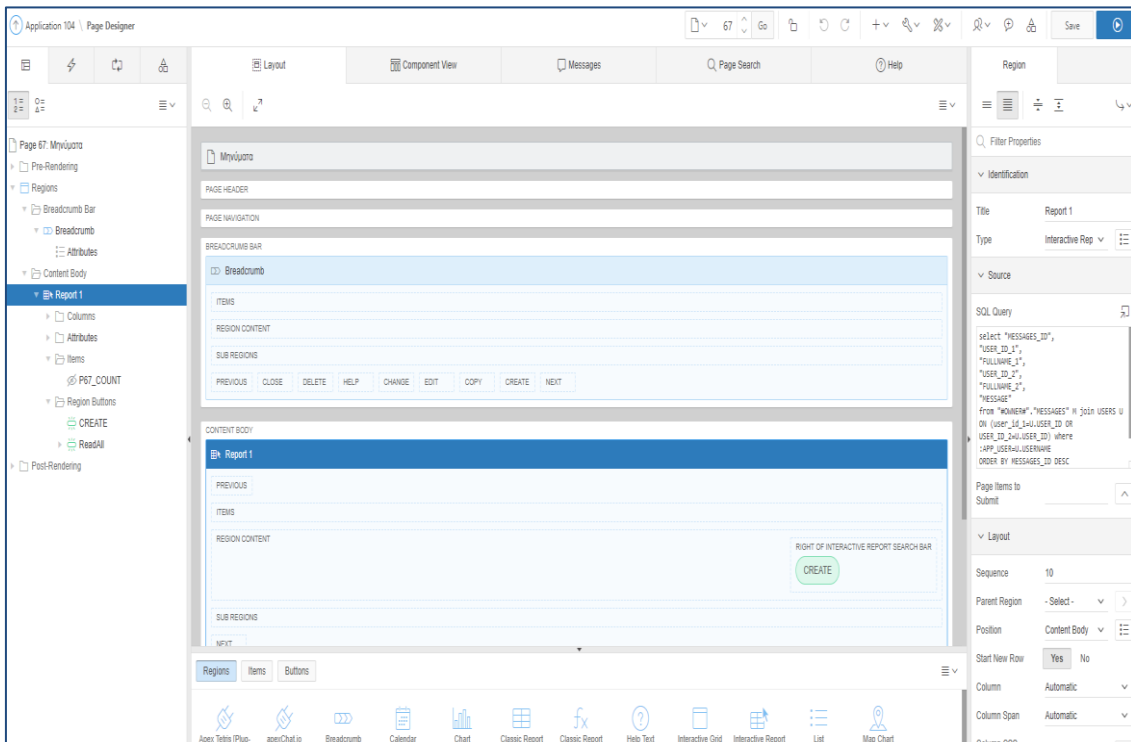 Application 104 \ Page Designer
67 Go Save
Layout Component View Messages Page Search Help Region
Page 67: Μηνύματα
Pre-Rendering
Regions
Breadcrumb Bar
Breadcrumb
Attributes
Content Body
Report 1
Columns
Attributes
Items
P67_COUNT
Region Buttons
CREATE
ReadAll
Post-Rendering
Μηνύματα
PAGE HEADER
PAGE NAVIGATION
BREADCRUMB BAR
Breadcrumb
ITEMS
REGION CONTENT
SUB REGIONS
PREVIOUS CLOSE DELETE HELP CHANGE EDIT COPY CREATE NEXT
CONTENT BODY
Report 1
PREVIOUS
ITEMS
REGION CONTENT
RIGHT OF INTERACTIVE REPORT SEARCH BAR
CREATE
SUB REGIONS
NEXT
Regions Items Buttons
Apex Tetris (Plug- apexChat.io Breadcrumb Calendar Chart Classic Report Classic Report Help Text Interactive Grid Interactive Report List Map Chart
Filter Properties
Identification
Title Report 1
Type Interactive Rep
Source
SQL Query
select "MESSAGES_ID",
"USER_ID_1",
"FULLNAME_1",
"USER_ID_2",
"FULLNAME_2",
"MESSAGE"
from "#OWNER#"."MESSAGES" M join USERS U
ON (user_id_1=U.USER_ID OR
USER_ID_2=U.USER_ID) where
:APP_USER=U.USERNAME
ORDER BY MESSAGES_ID DESC
Page Items to
Submit
Layout
Sequence 10
Parent Region - Select -
Position Content Body
Start New Row Yes No
Column Automatic
Column Span Automatic
Column CSS